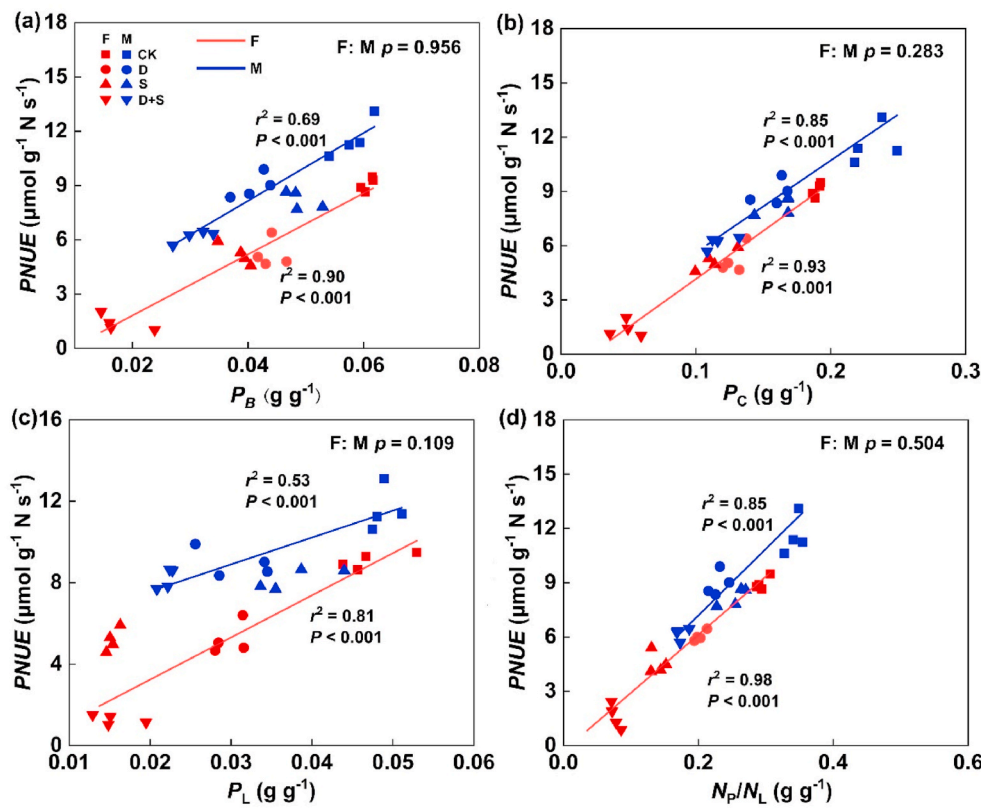 (a)
18
15
12
9
6
3
0
PNUE (μmol g⁻¹ N s⁻¹)
F M
CK
D
S
D+S
F
M
F: M p = 0.956
r² = 0.69
P < 0.001
r² = 0.90
P < 0.001
0.02 0.04 0.06 0.08
P_B (g g⁻¹)
(b)
18
15
12
9
6
3
0
PNUE (μmol g⁻¹ N s⁻¹)
F: M p = 0.283
r² = 0.85
P < 0.001
r² = 0.93
P < 0.001
0.0 0.1 0.2 0.3
P_C (g g⁻¹)
(c)
16
12
8
4
0
PNUE (μmol g⁻¹ N s⁻¹)
F: M p = 0.109
r² = 0.53
P < 0.001
r² = 0.81
P < 0.001
0.01 0.02 0.03 0.04 0.05 0.06
P_L (g g⁻¹)
(d)
18
15
12
9
6
3
0
PNUE (μmol g⁻¹ N s⁻¹)
F: M p = 0.504
r² = 0.85
P < 0.001
r² = 0.98
P < 0.001
0.0 0.2 0.4 0.6
N_P/N_L (g g⁻¹)